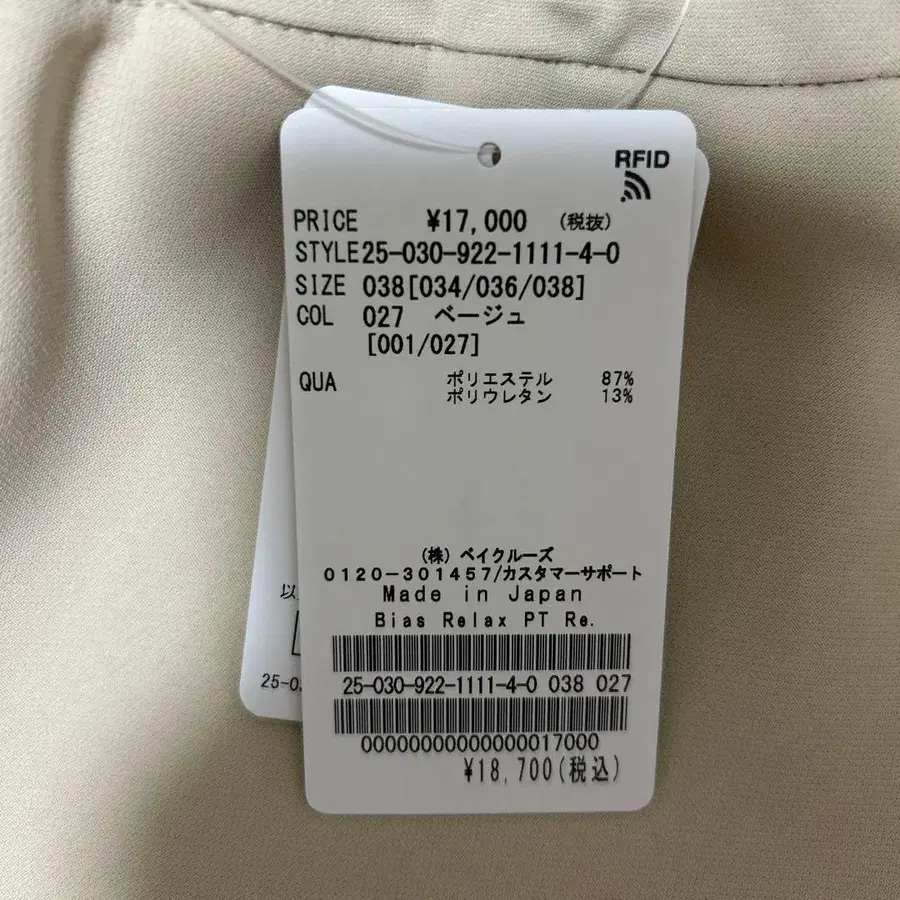 RFID
PRICE ¥17,000 (税抜)
STYLE25-030-922-1111-4-0
SIZE 038[034/036/038]
COL 027 ベージュ
[001/027]
QUA ポリエステル 87%
ポリウレタン 13%
(株)ベイクルーズ
0120-301457/カスタマーサポート
Made in Japan
Bias Relax PT Re.
25-030-922-1111-4-0 038 027
00000000000000017000
¥18,700(税込)
以
25-03